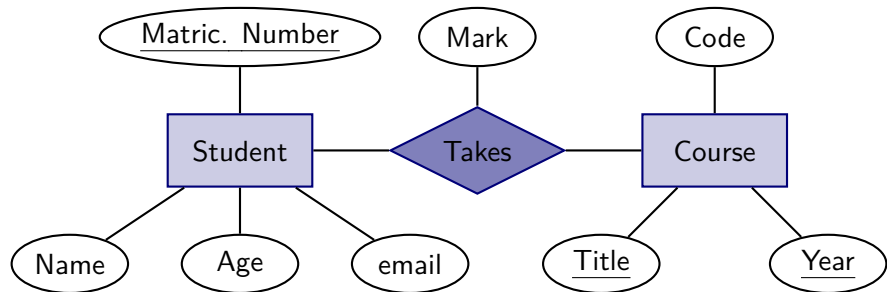 Matric. Number
Mark
Code
Student
Takes
Course
Name
Age
email
Title
Year